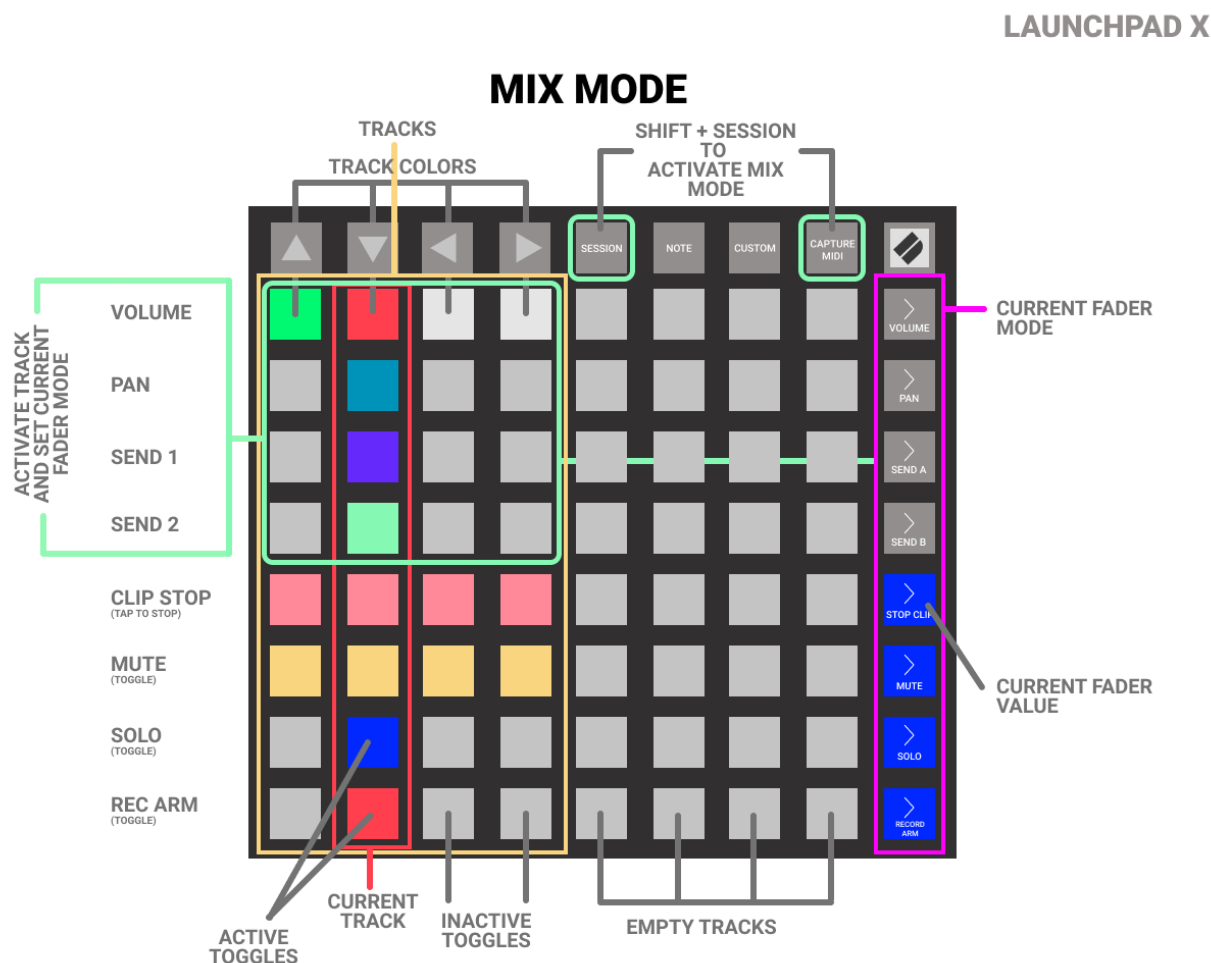 LAUNCHPAD X
MIX MODE
TRACKS
TRACK COLORS
SHIFT + SESSION
TO
ACTIVATE MIX
MODE
SESSION
NOTE
CUSTOM
CAPTURE
MIDI
ACTIVATE TRACK
AND SET CURRENT
FADER MODE
VOLUME
PAN
SEND 1
SEND 2
CLIP STOP
(TAP TO STOP)
MUTE
(TOGGLE)
SOLO
(TOGGLE)
REC ARM
(TOGGLE)
VOLUME
PAN
SEND A
SEND B
STOP CLIP
MUTE
SOLO
RECORD
ARM
CURRENT FADER
MODE
CURRENT FADER
VALUE
ACTIVE
TOGGLES
CURRENT
TRACK
INACTIVE
TOGGLES
EMPTY TRACKS